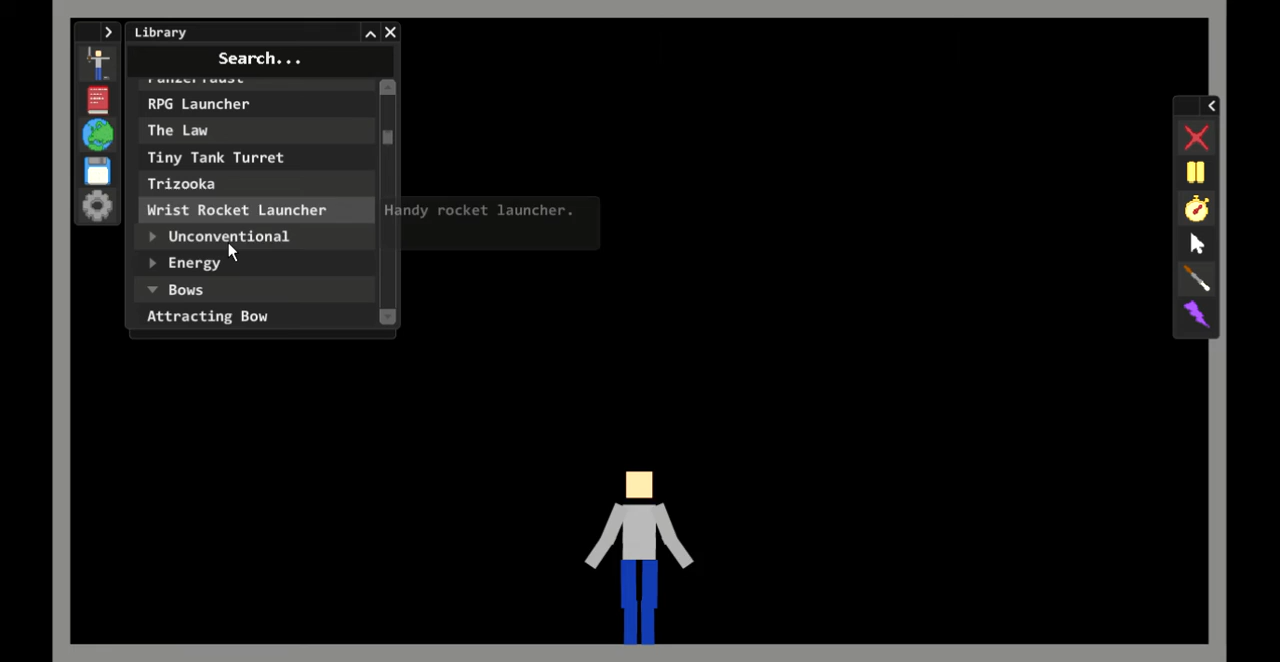 Library
Search...
Panzerfaust
RPG Launcher
The Law
Tiny Tank Turret
Trizooka
Wrist Rocket Launcher
Handy rocket launcher.
Unconventional
Energy
Bows
Attracting Bow